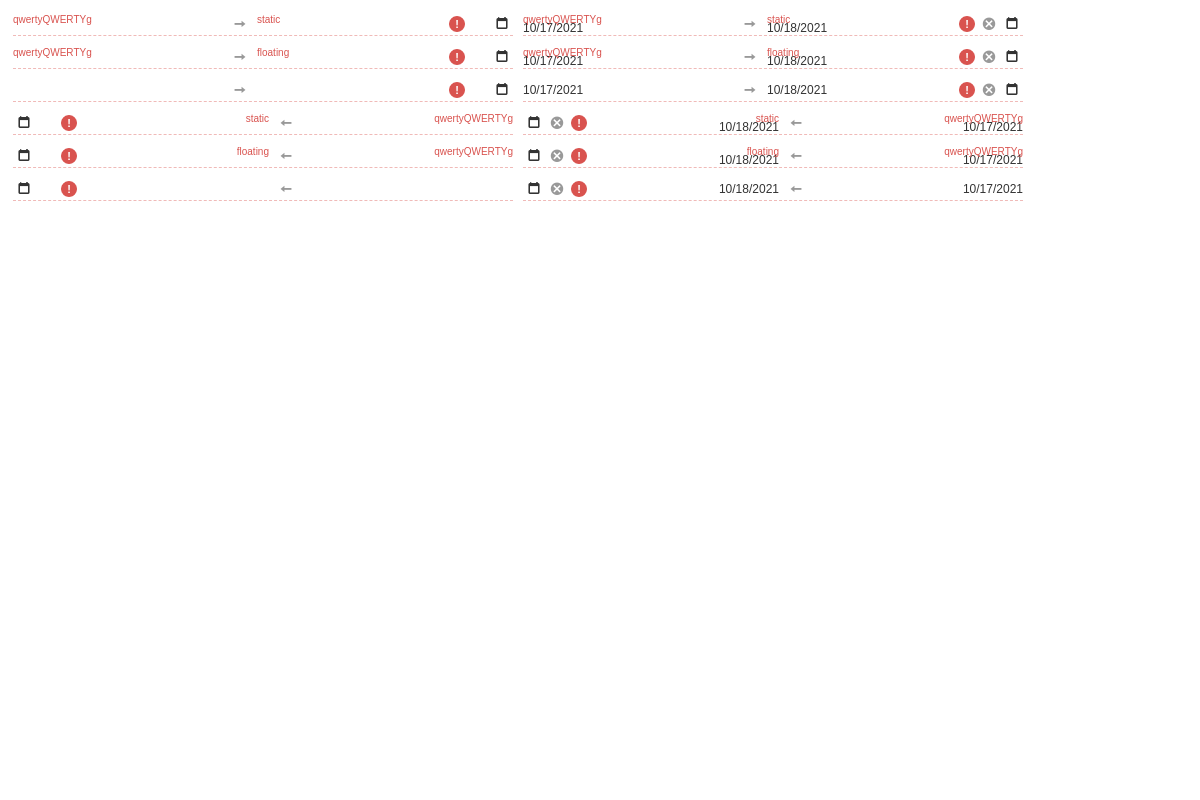 qwertyQWERTYg static ! qwertyQWERTYg static !
10/17/2021 10/18/2021
qwertyQWERTYg floating ! qwertyQWERTYg floating !
10/17/2021 10/18/2021
! 10/17/2021 10/18/2021 !
! static qwertyQWERTYg ! static qwertyQWERTYg
10/18/2021 10/17/2021
! floating qwertyQWERTYg ! floating qwertyQWERTYg
10/18/2021 10/17/2021
! ! 10/18/2021 10/17/2021